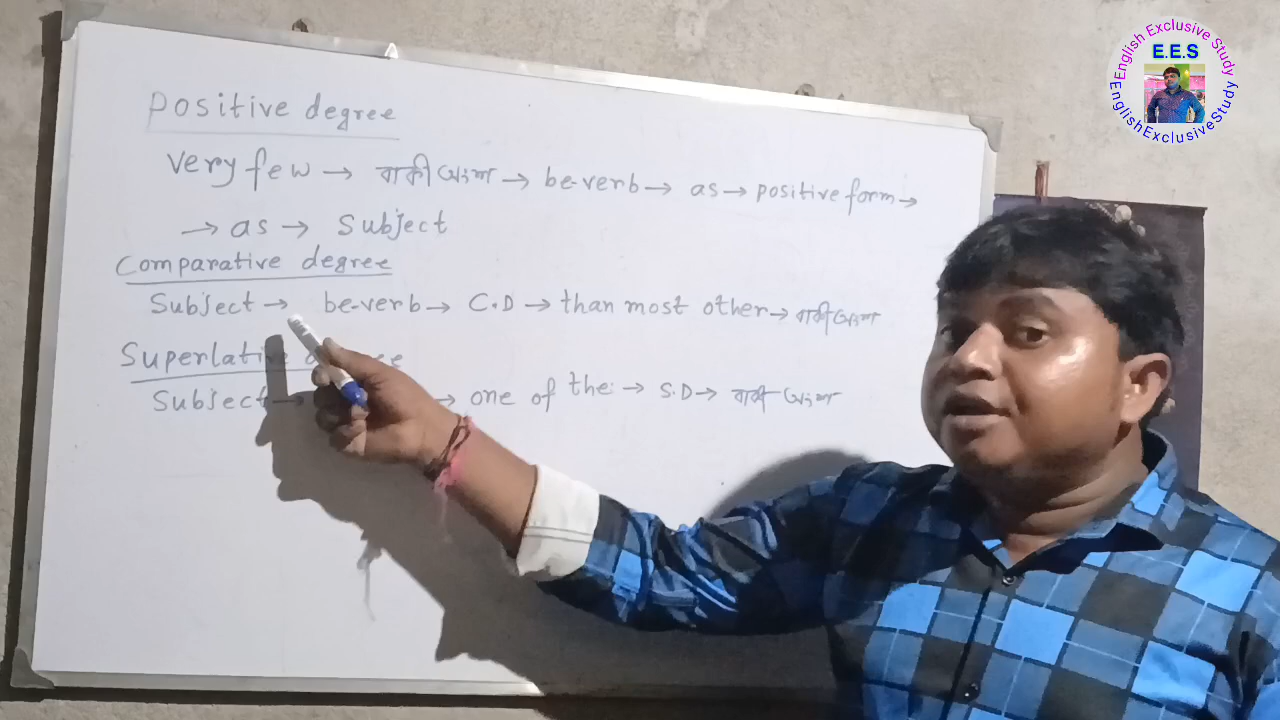 Positive degree
very few → বাকী অংশ → be-verb → as → positive form →
→ as → Subject
Comparative degree
Subject → be-verb → C.D → than most other → বাকী অংশ
Superlative
Subject → → one of the → S.D → বাকী অংশ
English Exclusive Study
E.E.S
English Exclusive Study